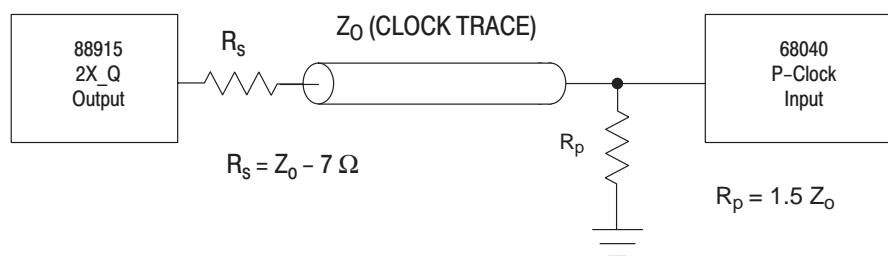 88915
2X_Q
Output
Rs
ZO (CLOCK TRACE)
68040
P–Clock
Input
Rp
Rs = Zo – 7 Ω
Rp = 1.5 Zo